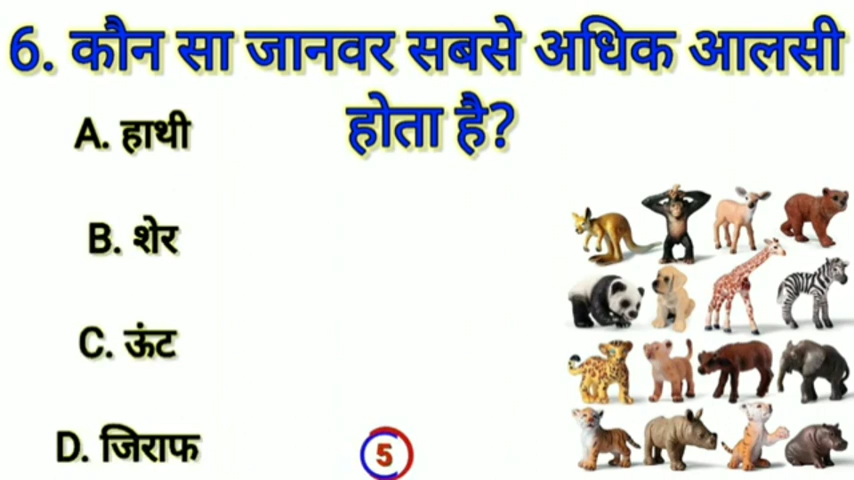 6. कौन सा जानवर सबसे अधिक आलसी
होता है?
A. हाथी
B. शेर
C. ऊंट
D. जिराफ
5